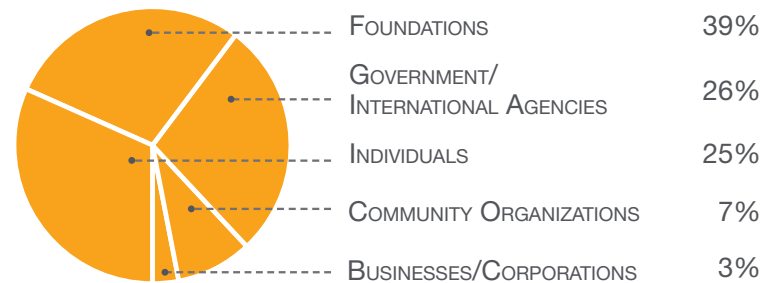 Foundations 39%
Government/
International Agencies 26%
Individuals 25%
Community Organizations 7%
Businesses/Corporations 3%